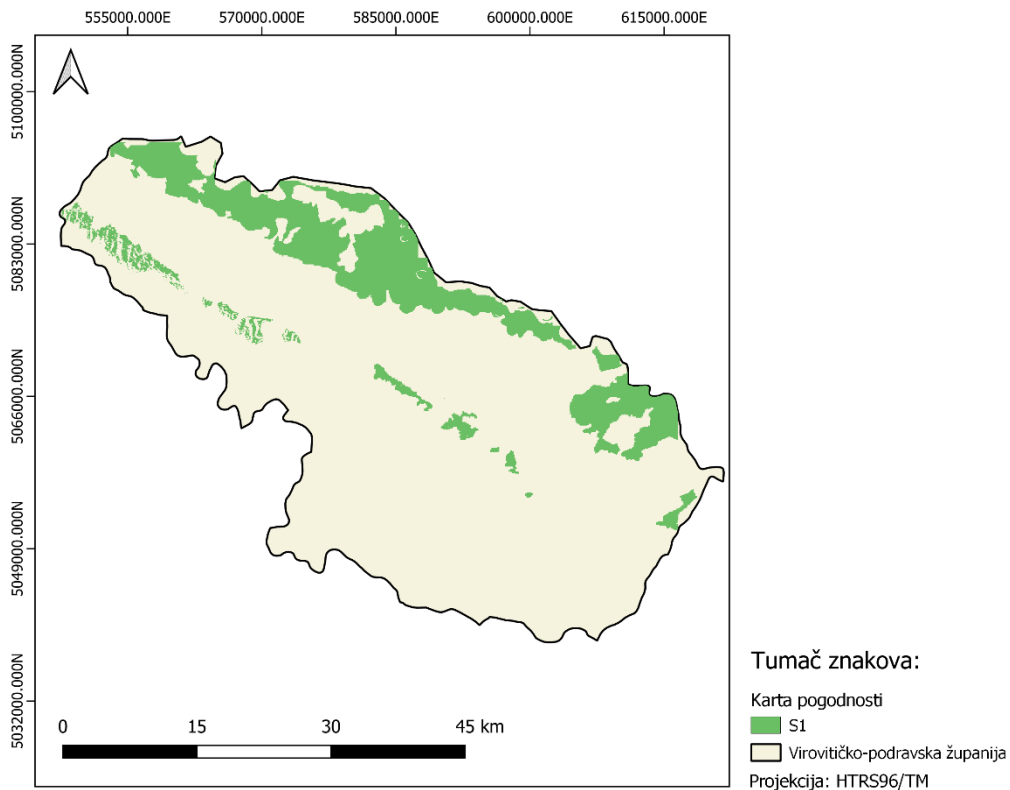 555000.000E 570000.000E 585000.000E 600000.000E 615000.000E
5100000.000N
5083000.000N
5066000.000N
5049000.000N
5032000.000N
0 15 30 45 km
Tumač znakova:
Karta pogodnosti
S1
Virovitičko-podravska županija
Projekcija: HTRS96/TM